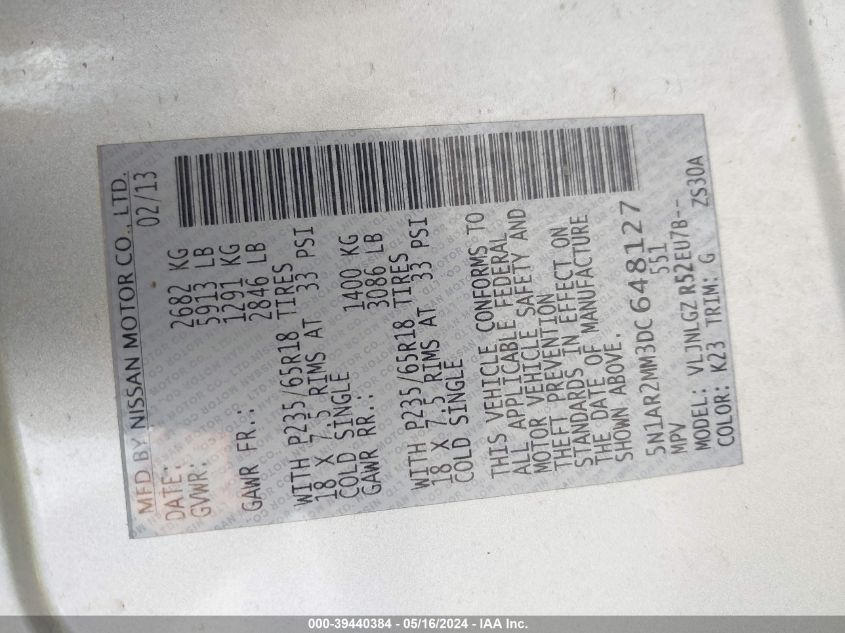 MFD BY NISSAN MOTOR CO., LTD.
DATE: 02/13
GVWR: 2682 KG
5913 LB
GAWR FR.: 1291 KG
2846 LB
WITH P235/65R18 TIRES
18 X 7.5 RIMS AT 33 PSI
COLD SINGLE
GAWR RR.: 1400 KG
3086 LB
WITH P235/65R18 TIRES
18 X 7.5 RIMS AT 33 PSI
COLD SINGLE
THIS VEHICLE CONFORMS TO
ALL APPLICABLE FEDERAL
MOTOR VEHICLE SAFETY AND
THEFT PREVENTION
STANDARDS IN EFFECT ON
THE DATE OF MANUFACTURE
SHOWN ABOVE.
5N1AR2MM3DC648127
MPV 551
MODEL: VLJNLGZ R52EU7B--
COLOR: K23 TRIM: G ZS30A
000-39440384 - 05/16/2024 - IAA Inc.